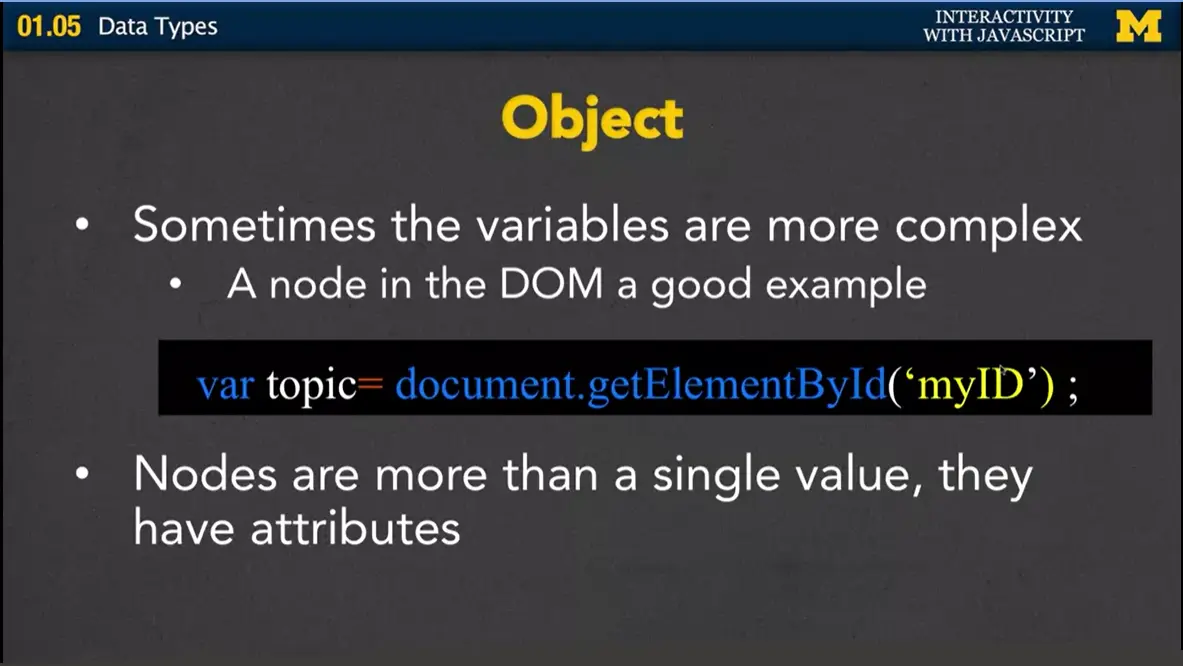 01.05 Data Types
INTERACTIVITY
WITH JAVASCRIPT
M
Object
• Sometimes the variables are more complex
• A node in the DOM a good example
var topic= document.getElementById(‘myID’) ;
• Nodes are more than a single value, they
have attributes